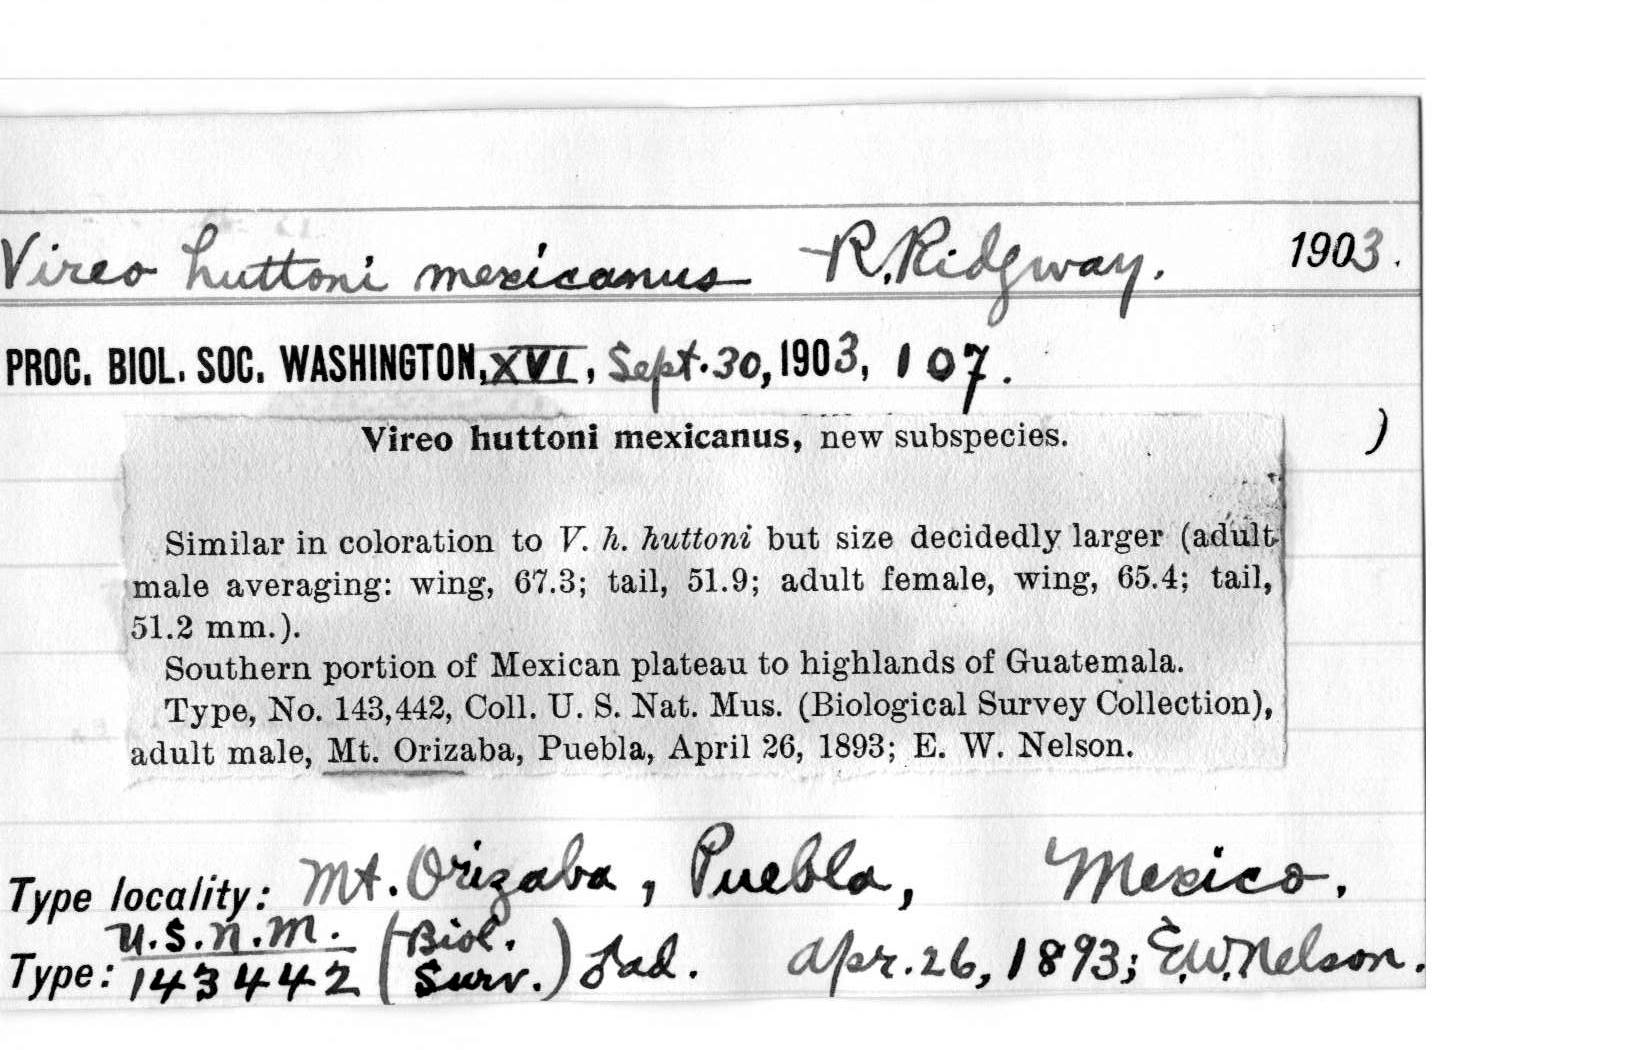 Vireo huttoni mexicanus R. Ridgway. 1903.
PROC. BIOL. SOC. WASHINGTON, XVI, Sept. 30, 1903, 107.
)
Vireo huttoni mexicanus, new subspecies.
Similar in coloration to V. h. huttoni but size decidedly larger (adult
male averaging: wing, 67.3; tail, 51.9; adult female, wing, 65.4; tail,
51.2 mm.).
Southern portion of Mexican plateau to highlands of Guatemala.
Type, No. 143,442, Coll. U. S. Nat. Mus. (Biological Survey Collection),
adult male, Mt. Orizaba, Puebla, April 26, 1893; E. W. Nelson.
Type locality: Mt. Orizaba, Puebla, Mexico.
U.S.N.M. (Biol.
Type: 143442 Surv.) ad. Apr. 26, 1893; E.W. Nelson.